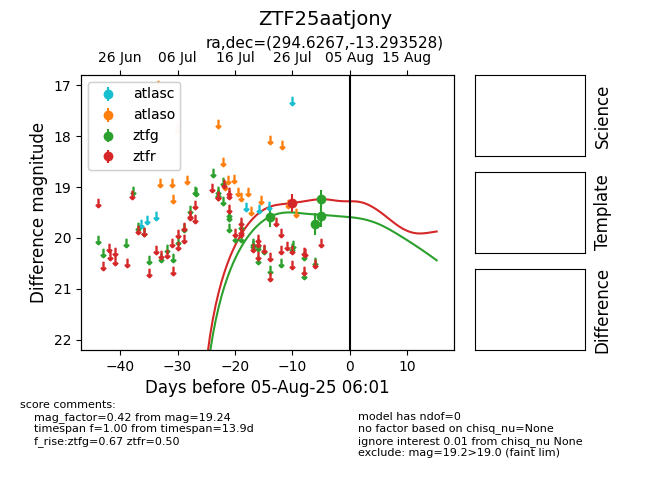 ZTF25aatjony
ra,dec=(294.6267,-13.293528)
26 Jun 06 Jul 16 Jul 26 Jul 05 Aug 15 Aug
17
18
19
20
21
22
Difference magnitude
atlasc
atlaso
ztfg
ztfr
−40 −30 −20 −10 0 10
Days before 05-Aug-25 06:01
Science
Template
Difference
score comments:
mag_factor=0.42 from mag=19.24
timespan f=1.00 from timespan=13.9d
f_rise:ztfg=0.67 ztfr=0.50
model has ndof=0
no factor based on chisq_nu=None
ignore interest 0.01 from chisq_nu None
exclude: mag=19.2>19.0 (faint lim)